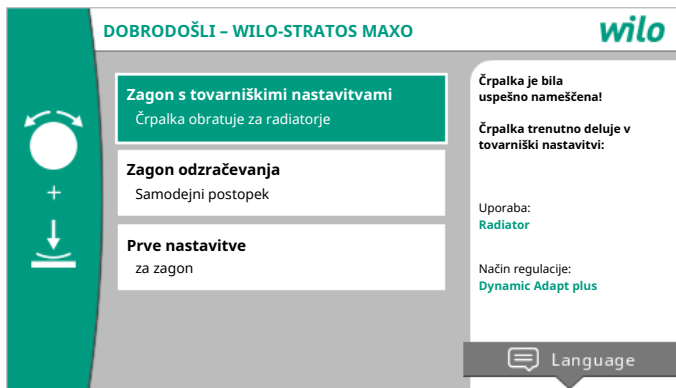 DOBRODOŠLI – WILO-STRATOS MAXO
wilo
Zagon s tovarniškimi nastavitvami
Črpalka obratuje za radiatorje
Zagon odzračevanja
Samodejni postopek
Prve nastavitve
za zagon
+
Črpalka je bila
uspešno nameščena!
Črpalka trenutno deluje v
tovarniški nastavitvi:
Uporaba:
Radiator
Način regulacije:
Dynamic Adapt plus
Language